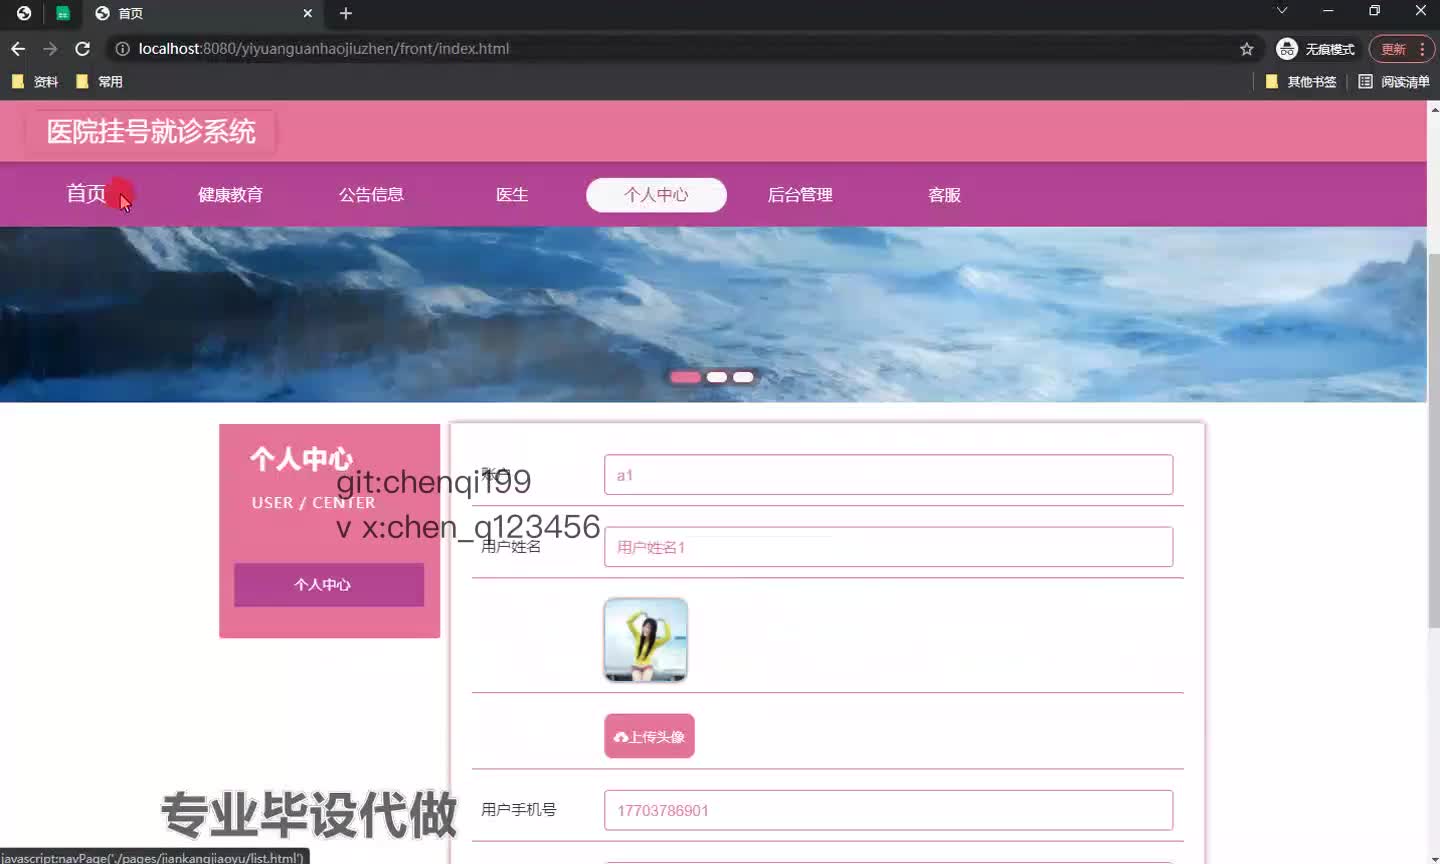 首页
localhost:8080/yiyuanguanhaojiuzhen/front/index.html
无痕模式
更新
资料
常用
其他书签
阅读清单
医院挂号就诊系统
首页
健康教育
公告信息
医生
个人中心
后台管理
客服
个人中心
USER / CENTER
个人中心
git:chenqi199
v x:chen_q123456
账户
a1
用户姓名
用户姓名1
上传头像
用户手机号
17703786901
专业毕设代做
javascript:navPage('./pages/jiankangjiaoyu/list.html')